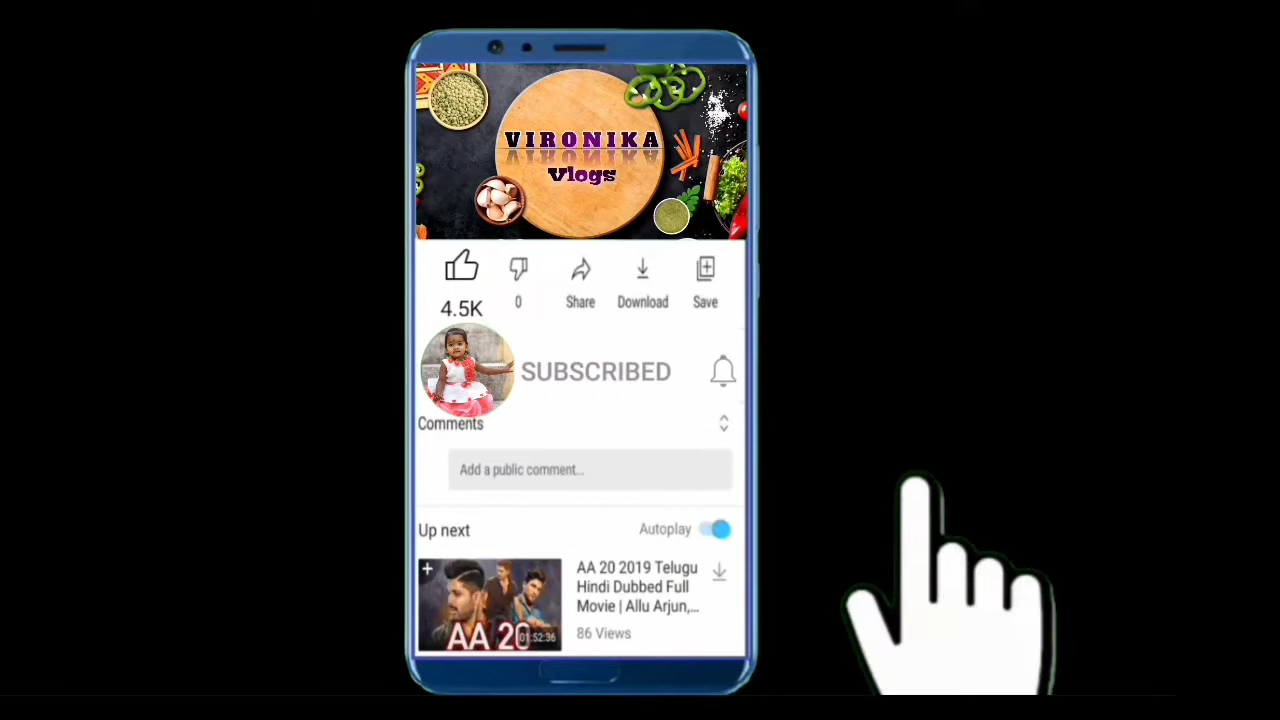 VIRONIKA
Vlogs
4.5K
0
Share
Download
Save
SUBSCRIBED
Comments
Add a public comment...
Up next
Autoplay
AA 20 2019 Telugu
Hindi Dubbed Full
Movie | Allu Arjun,...
86 Views
AA 20
01:52:36